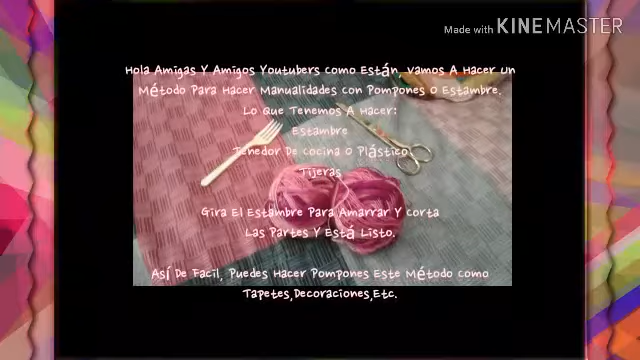 Made with KINEMASTER
Hola Amigas Y Amigos Youtubers Como Están Vamos A Hacer Un
Método Para Hacer Manualidades Con Pompones O Estambre.
Lo Que Tenemos A Hacer:
Estambre
Tenedor De Cocina O Plástico
Tijeras
Gira El Estambre Para Amarrar Y Corta
Las Partes Y Está Listo.
Así De Facil, Puedes Hacer Pompones Este Método Como
Tapetes,Decoraciones,Etc.